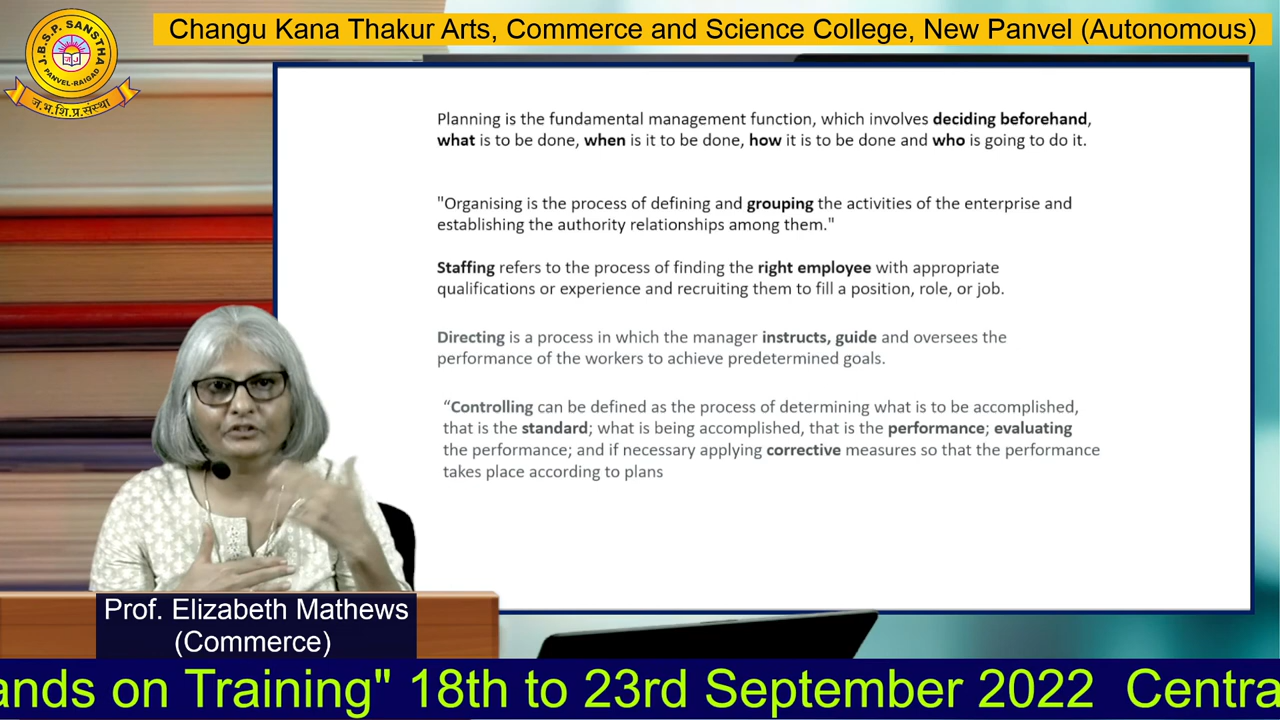 J.B.S.P. SANSTHA
PANVEL-RAIGAD
ज.भ.शि.प्र.संस्था
Changu Kana Thakur Arts, Commerce and Science College, New Panvel (Autonomous)
Planning is the fundamental management function, which involves deciding beforehand,
what is to be done, when is it to be done, how it is to be done and who is going to do it.
"Organising is the process of defining and grouping the activities of the enterprise and
establishing the authority relationships among them."
Staffing refers to the process of finding the right employee with appropriate
qualifications or experience and recruiting them to fill a position, role, or job.
Directing is a process in which the manager instructs, guide and oversees the
performance of the workers to achieve predetermined goals.
“Controlling can be defined as the process of determining what is to be accomplished,
that is the standard; what is being accomplished, that is the performance; evaluating
the performance; and if necessary applying corrective measures so that the performance
takes place according to plans
Prof. Elizabeth Mathews
(Commerce)
ands on Training" 18th to 23rd September 2022 Centra